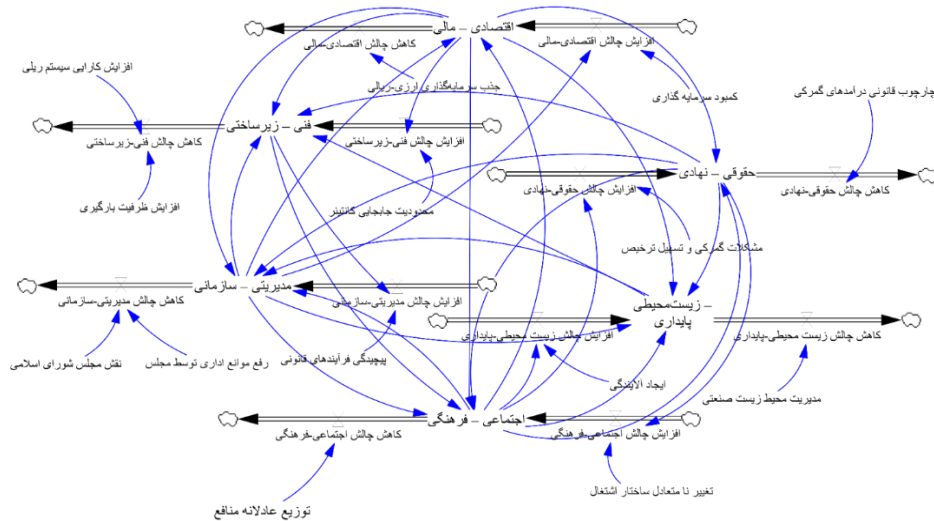 اقتصادی – مالی
افزایش چالش اقتصادی-مالی
کاهش چالش اقتصادی-مالی
افزایش کارایی سیستم ریلی
جذب سرمایه‌گذاری ارزی-ریالی
کمبود سرمایه گذاری
چارچوب قانونی درآمدهای گمرکی
فنی – زیرساختی
افزایش چالش فنی-زیرساختی
کاهش چالش فنی-زیرساختی
حقوقی – نهادی
کاهش چالش حقوقی-نهادی
افزایش چالش حقوقی-نهادی
افزایش ظرفیت بارگیری
محدودیت جابجایی کانتینر
مشکلات گمرکی و تسهیل ترخیص
مدیریتی – سازمانی
افزایش چالش مدیریتی-سازمانی
کاهش چالش مدیریتی-سازمانی
زیست‌محیطی –
پایداری
افزایش چالش زیست محیطی-پایداری
کاهش چالش زیست محیطی-پایداری
نقش مجلس شورای اسلامی
رفع موانع اداری توسط مجلس
پیچیدگی فرآیندهای قانونی
ایجاد آلایندگی
مدیریت محیط زیست صنعتی
اجتماعی – فرهنگی
افزایش چالش اجتماعی-فرهنگی
کاهش چالش اجتماعی-فرهنگی
تغییر نا متعادل ساختار اشتغال
توزیع عادلانه منافع